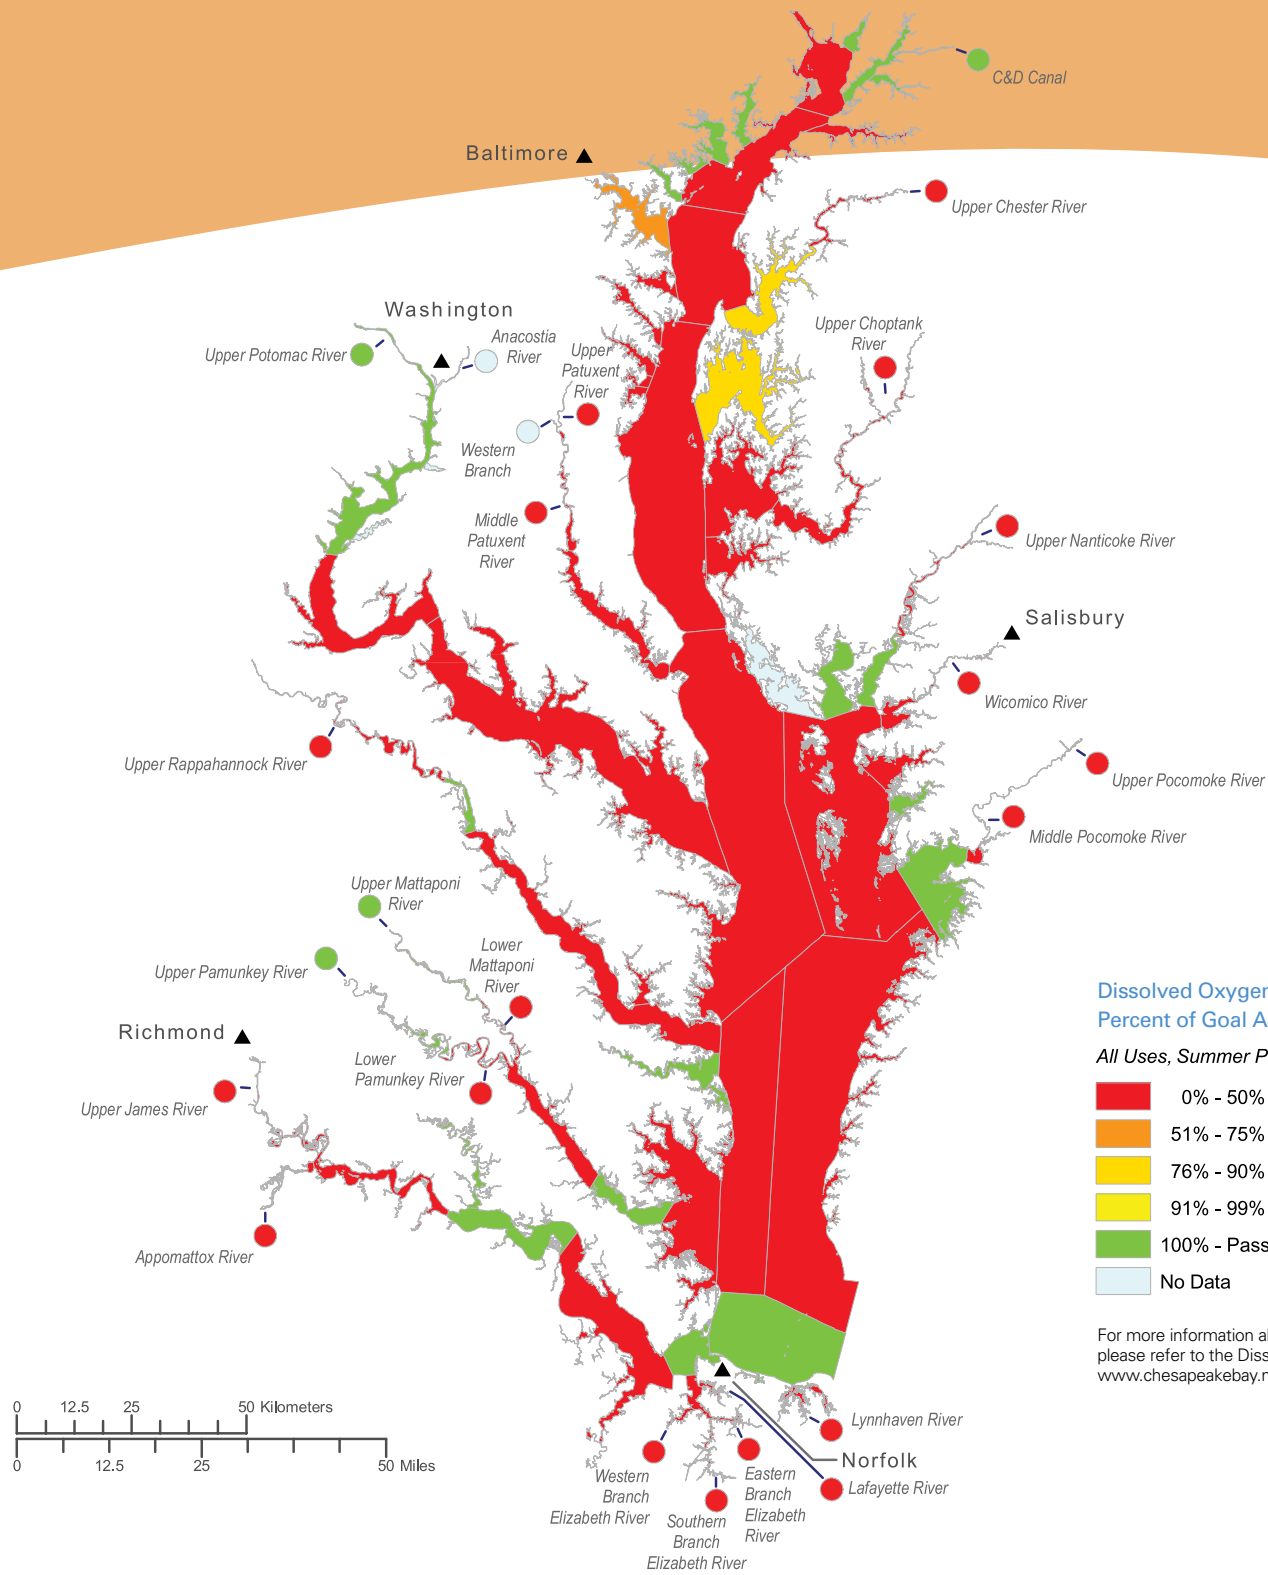 C&D Canal
Baltimore
Upper Chester River
Washington
Upper Potomac River
Anacostia
River
Upper
Patuxent
River
Upper Choptank
River
Western
Branch
Middle
Patuxent
River
Upper Nanticoke River
Salisbury
Wicomico River
Upper Rappahannock River
Upper Pocomoke River
Middle Pocomoke River
Upper Mattaponi
River
Lower
Mattaponi
River
Upper Pamunkey River
Richmond
Lower
Pamunkey River
Upper James River
Appomattox River
Dissolved Oxygen
Percent of Goal A
All Uses, Summer P
0% - 50%
51% - 75%
76% - 90%
91% - 99%
100% - Pass
No Data
For more information a
please refer to the Diss
www.chesapeakebay.n
0 12.5 25 50 Kilometers
0 12.5 25 50 Miles
Lynnhaven River
Norfolk
Lafayette River
Western
Branch
Elizabeth River
Eastern
Branch
Elizabeth
River
Southern
Branch
Elizabeth River